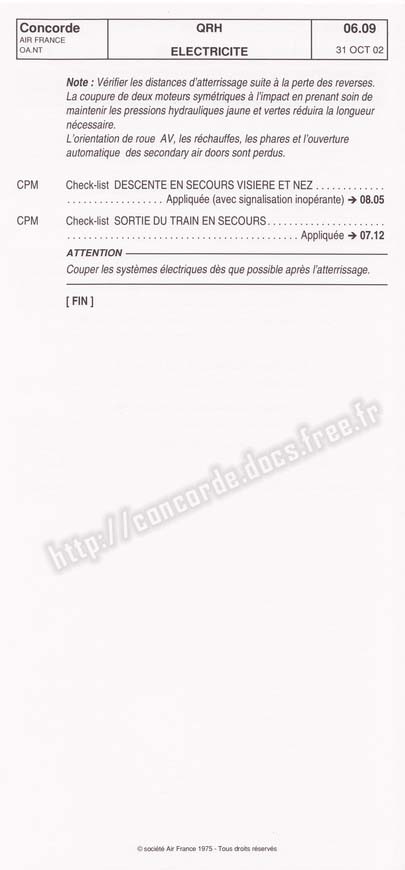 Concorde
AIR FRANCE
OA.NT
QRH
ELECTRICITE
06.09
31 OCT 02
Note : Vérifier les distances d'atterrissage suite à la perte des reverses.
La coupure de deux moteurs symétriques à l'impact en prenant soin de
maintenir les pressions hydrauliques jaune et vertes réduira la longueur
nécessaire.
L'orientation de roue AV, les réchauffes, les phares et l'ouverture
automatique des secondary air doors sont perdus.
CPM Check-list DESCENTE EN SECOURS VISIERE ET NEZ . . . . . . . . . . . . .
. . . . . . . . . . . . . . . . . . Appliquée (avec signalisation inopérante) ➔ 08.05
CPM Check-list SORTIE DU TRAIN EN SECOURS . . . . . . . . . . . . . . . . . . . . . .
. . . . . . . . . . . . . . . . . . . . . . . . . . . . . . . . . . . . . . . . . . . Appliquée ➔ 07.12
ATTENTION
Couper les systèmes électriques dès que possible après l'atterrissage.
[ FIN ]
http://concorde.docs.free.fr
© société Air France 1975 - Tous droits réservés